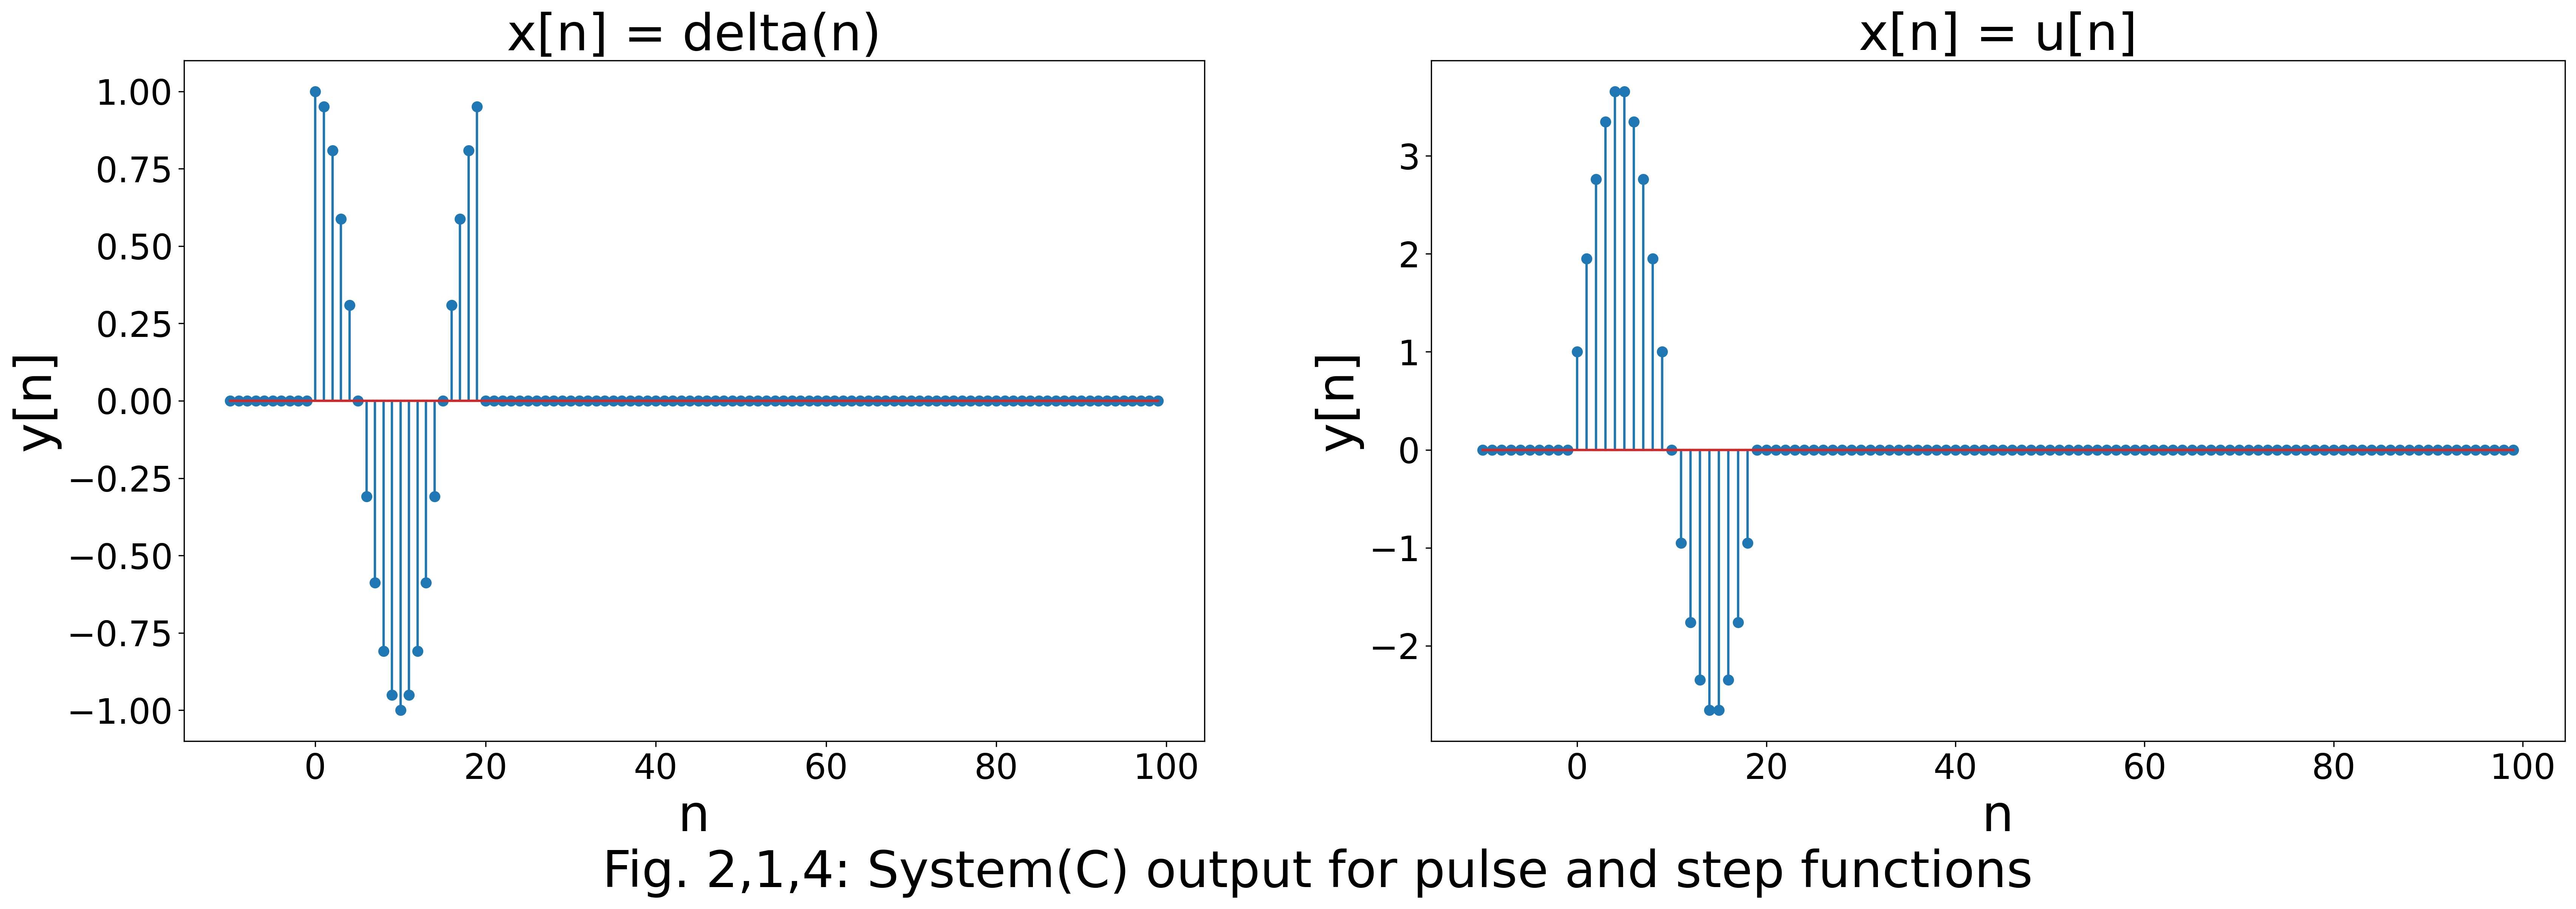 x[n] = delta(n)
1.00
0.75
0.50
0.25
0.00
−0.25
−0.50
−0.75
−1.00
y[n]
0 20 40 60 80 100
n
x[n] = u[n]
3
2
1
0
−1
−2
y[n]
0 20 40 60 80 100
n
Fig. 2,1,4: System(C) output for pulse and step functions